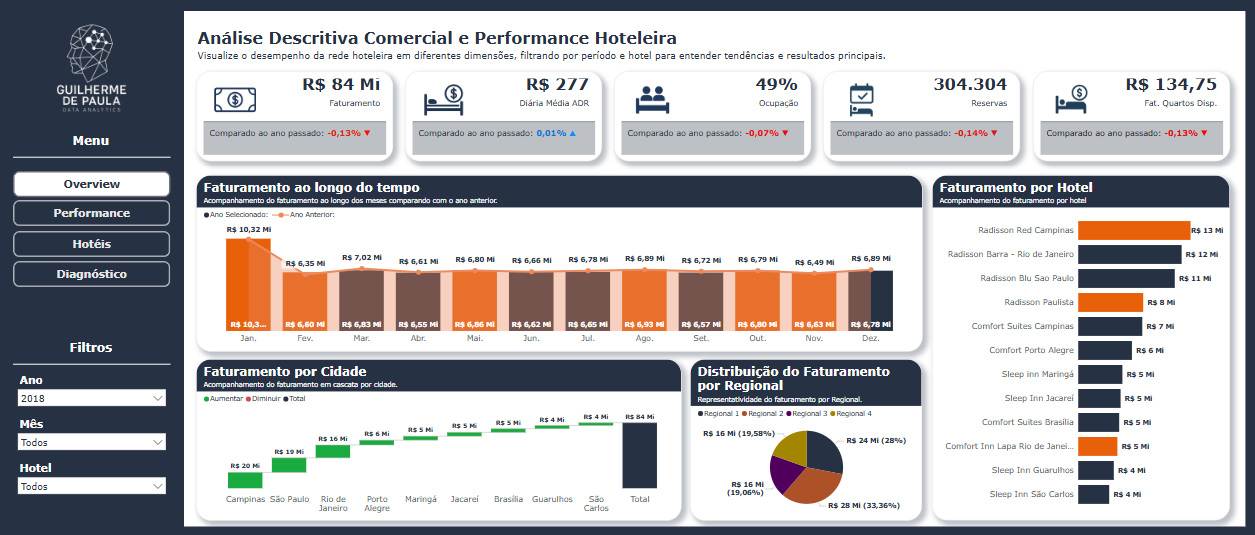 GUILHERME
DE PAULA
DATA ANALYTICS
Menu
Overview
Performance
Hotéis
Diagnóstico
Filtros
Ano
2018
Mês
Todos
Hotel
Todos
Análise Descritiva Comercial e Performance Hoteleira
Visualize o desempenho da rede hoteleira em diferentes dimensões, filtrando por período e hotel para entender tendências e resultados principais.
R$ 84 Mi
Faturamento
Comparado ao ano passado: -0,13% ▼
R$ 277
Diária Média ADR
Comparado ao ano passado: 0,01% ▲
49%
Ocupação
Comparado ao ano passado: -0,07% ▼
304.304
Reservas
Comparado ao ano passado: -0,14% ▼
R$ 134,75
Fat. Quartos Disp.
Comparado ao ano passado: -0,13% ▼
Faturamento ao longo do tempo
Acompanhamento do faturamento ao longo dos meses comparando com o ano anterior.
Ano Selecionado: Ano Anterior:
R$ 10,32 Mi
R$ 6,35 Mi
R$ 7,02 Mi
R$ 6,61 Mi
R$ 6,80 Mi
R$ 6,66 Mi
R$ 6,78 Mi
R$ 6,89 Mi
R$ 6,72 Mi
R$ 6,79 Mi
R$ 6,49 Mi
R$ 6,89 Mi
R$ 10,3...
R$ 6,60 Mi
R$ 6,83 Mi
R$ 6,55 Mi
R$ 6,86 Mi
R$ 6,62 Mi
R$ 6,65 Mi
R$ 6,93 Mi
R$ 6,57 Mi
R$ 6,80 Mi
R$ 6,63 Mi
R$ 6,78 Mi
Jan. Fev. Mar. Abr. Mai. Jun. Jul. Ago. Set. Out. Nov. Dez.
Faturamento por Cidade
Acompanhamento do faturamento em cascata por cidade.
Aumentar Diminuir Total
R$ 20 Mi
R$ 19 Mi
R$ 16 Mi
R$ 6 Mi
R$ 5 Mi
R$ 5 Mi
R$ 5 Mi
R$ 4 Mi
R$ 4 Mi
R$ 84 Mi
Campinas
São Paulo
Rio de
Janeiro
Porto
Alegre
Maringá
Jacareí
Brasília
Guarulhos
São
Carlos
Total
Distribuição do Faturamento
por Regional
Representatividade do faturamento por Regional.
Regional 1 Regional 2 Regional 3 Regional 4
R$ 16 Mi (19,58%)
R$ 24 Mi (28%)
R$ 16 Mi
(19,06%)
R$ 28 Mi (33,36%)
Faturamento por Hotel
Acompanhamento do faturamento por hotel
Radisson Red Campinas R$ 13 Mi
Radisson Barra - Rio de Janeiro R$ 12 Mi
Radisson Blu Sao Paulo R$ 11 Mi
Radisson Paulista R$ 8 Mi
Comfort Suites Campinas R$ 7 Mi
Comfort Porto Alegre R$ 6 Mi
Sleep inn Maringá R$ 5 Mi
Sleep Inn Jacareí R$ 5 Mi
Comfort Suites Brasília R$ 5 Mi
Comfort Inn Lapa Rio de Janei... R$ 5 Mi
Sleep Inn Guarulhos R$ 4 Mi
Sleep Inn São Carlos R$ 4 Mi